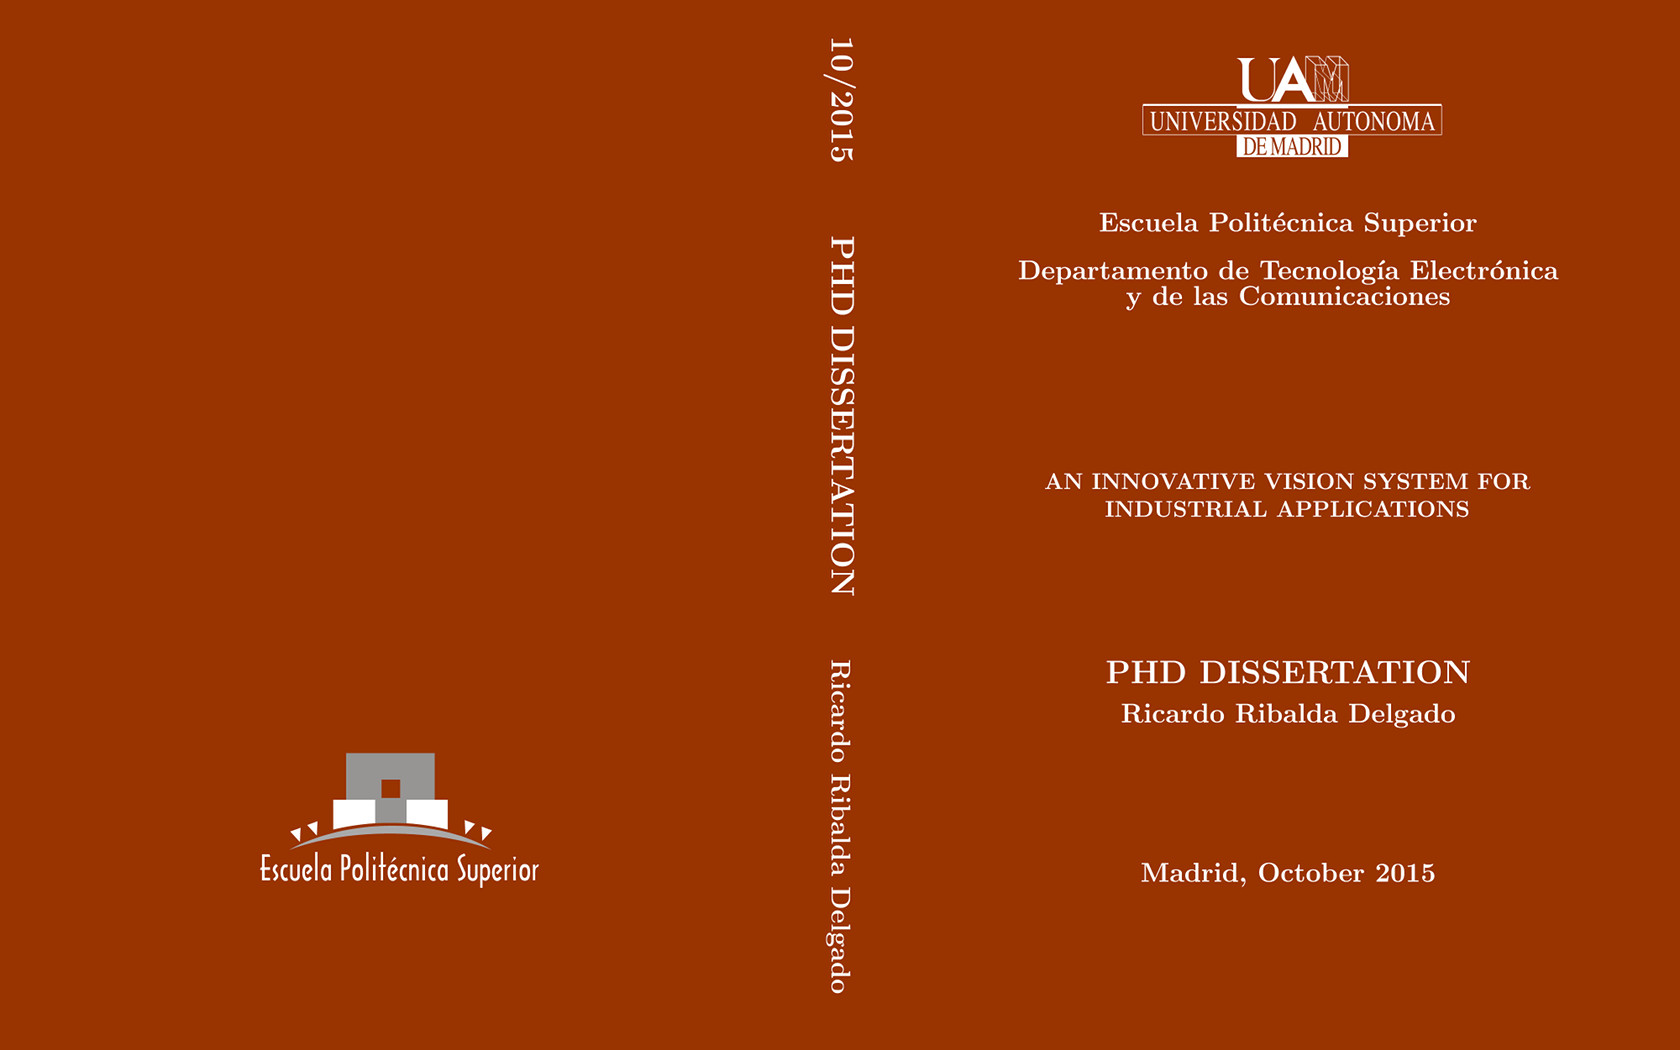 Escuela Politécnica Superior
10/2015
PHD DISSERTATION
Ricardo Ribalda Delgado
UAM
UNIVERSIDAD AUTONOMA
DE MADRID
Escuela Politécnica Superior
Departamento de Tecnología Electrónica
y de las Comunicaciones
AN INNOVATIVE VISION SYSTEM FOR
INDUSTRIAL APPLICATIONS
PHD DISSERTATION
Ricardo Ribalda Delgado
Madrid, October 2015